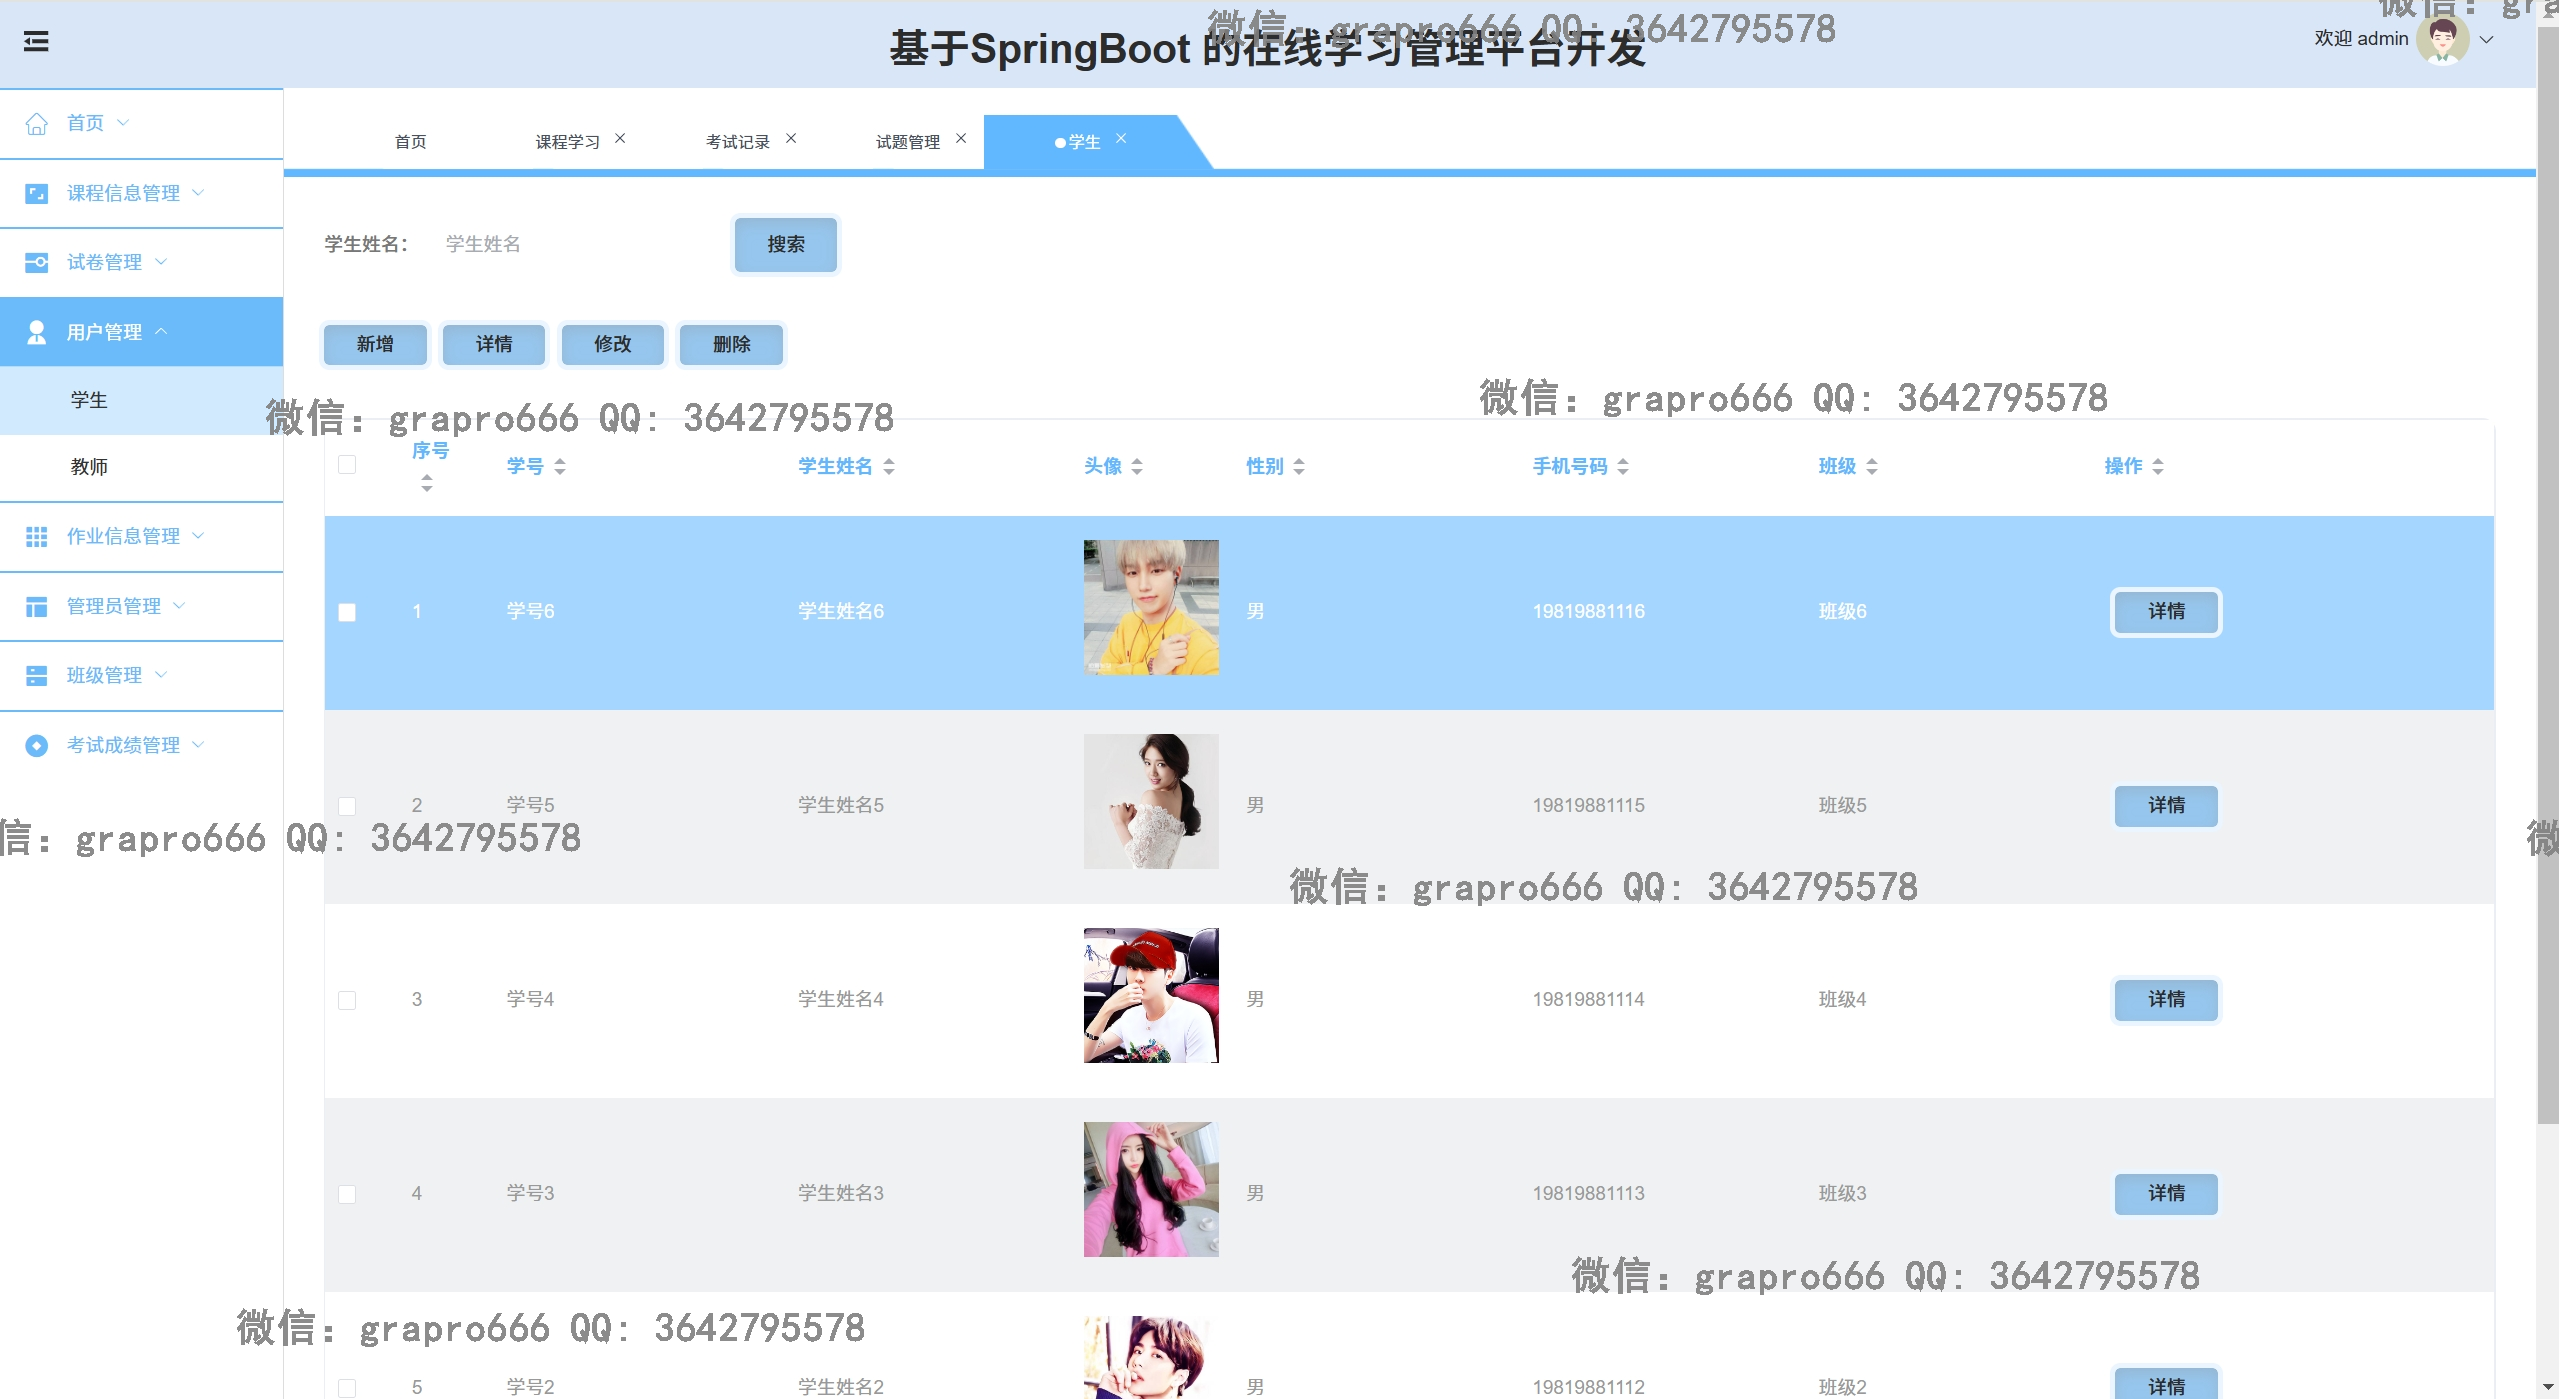 基于SpringBoot 的在线学习管理平台开发
微信：grapro666 QQ: 3642795578
欢迎 admin
首页
课程信息管理
试卷管理
用户管理
学生
教师
作业信息管理
管理员管理
班级管理
考试成绩管理
首页 课程学习 考试记录 试题管理 学生
学生姓名： 学生姓名 搜索
新增 详情 修改 删除
微信：grapro666 QQ: 3642795578
微信：grapro666 QQ: 3642795578
序号 学号 学生姓名 头像 性别 手机号码 班级 操作
1 学号6 学生姓名6 男 19819881116 班级6 详情
2 学号5 学生姓名5 男 19819881115 班级5 详情
信：grapro666 QQ: 3642795578
微
微信：grapro666 QQ: 3642795578
3 学号4 学生姓名4 男 19819881114 班级4 详情
4 学号3 学生姓名3 男 19819881113 班级3 详情
微信：grapro666 QQ: 3642795578
微信：grapro666 QQ: 3642795578
5 学号2 学生姓名2 男 19819881112 班级2 详情